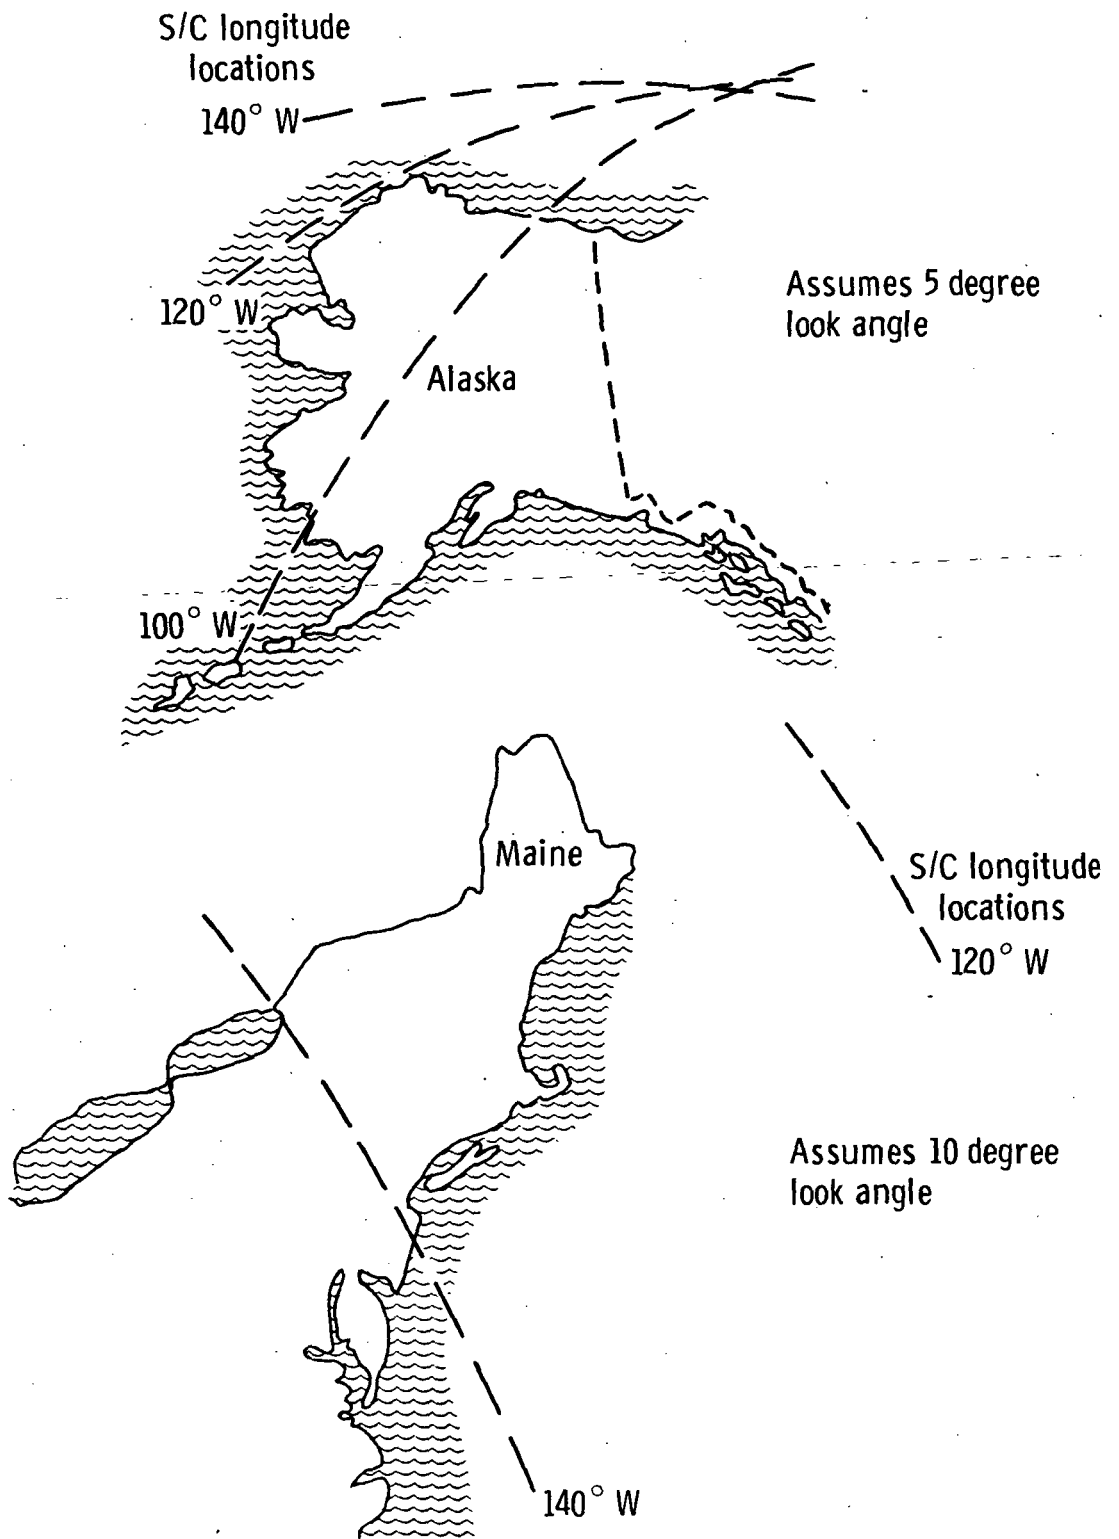 S/C longitude
locations
140° W
120° W
Assumes 5 degree
look angle
Alaska
100° W
Maine
S/C longitude
locations
120° W
Assumes 10 degree
look angle
140° W